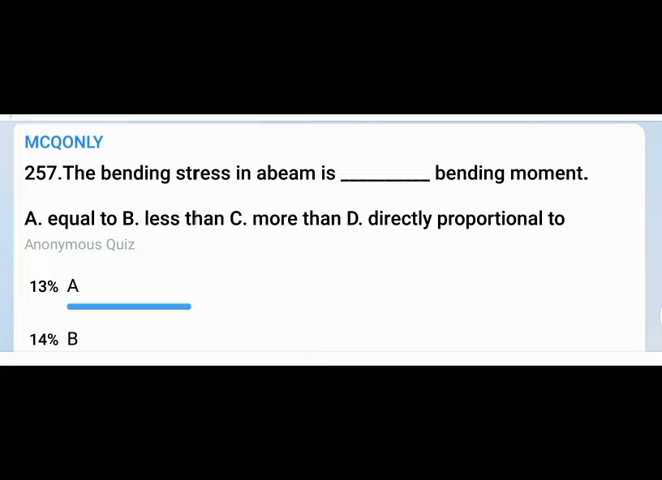 MCQONLY
257.The bending stress in abeam is __________ bending moment.
A. equal to B. less than C. more than D. directly proportional to
Anonymous Quiz
13% A
14% B